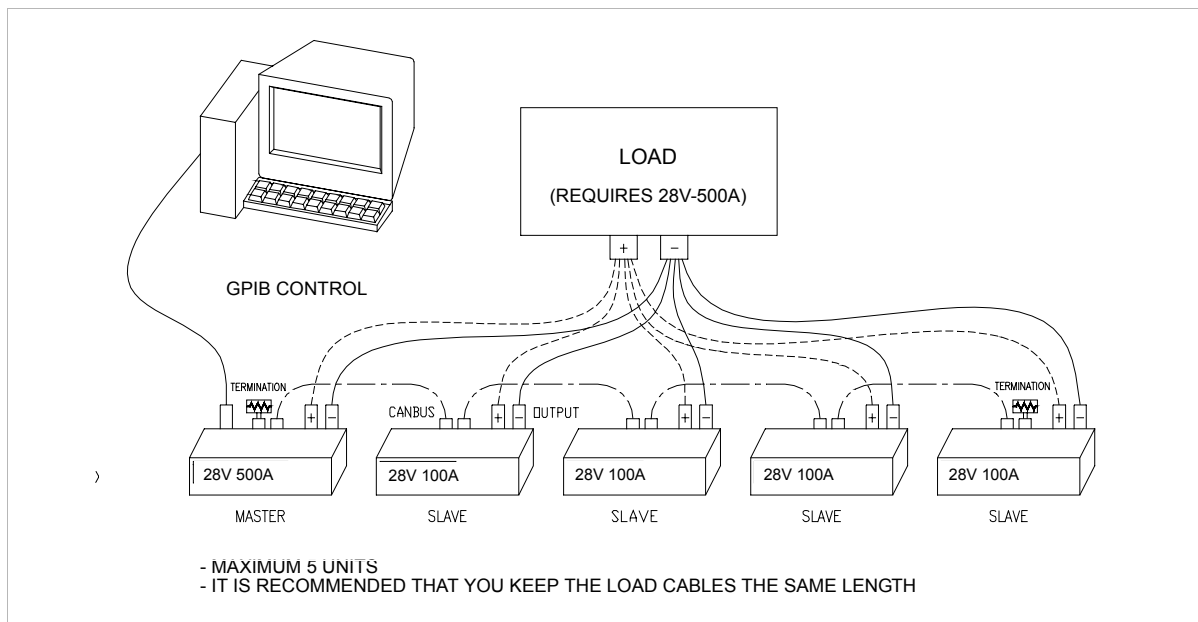 LOAD
(REQUIRES 28V-500A)
+ -
GPIB CONTROL
TERMINATION
TERMINATION
+ -
CANBUS
+ -
OUTPUT
+ -
+ -
+ -
28V 500A
28V 100A
28V 100A
28V 100A
28V 100A
MASTER
SLAVE
SLAVE
SLAVE
SLAVE
- MAXIMUM 5 UNITS
- IT IS RECOMMENDED THAT YOU KEEP THE LOAD CABLES THE SAME LENGTH